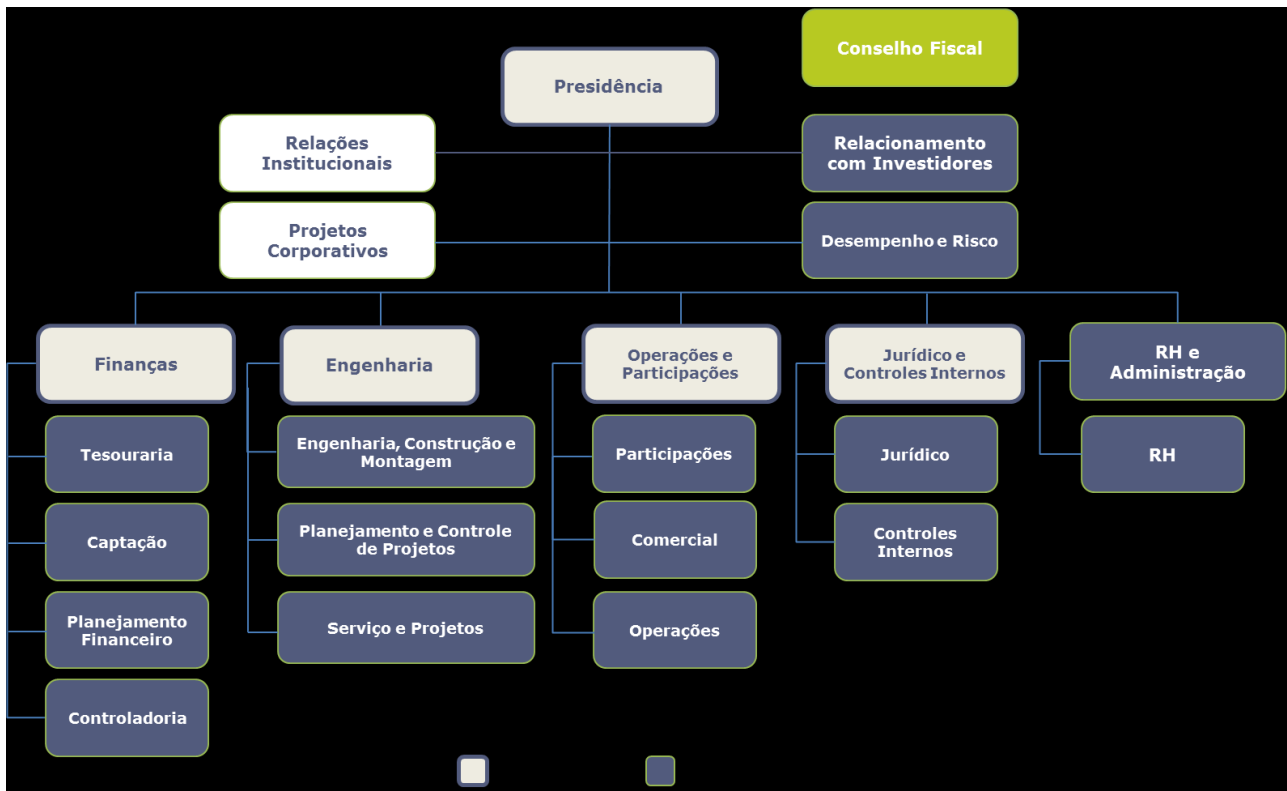 Conselho Fiscal
Presidência
Relações
Institucionais
Relacionamento
com Investidores
Projetos
Corporativos
Desempenho e Risco
Finanças
Engenharia
Operações e
Participações
Jurídico e
Controles Internos
RH e
Administração
Tesouraria
Engenharia, Construção e
Montagem
Participações
Jurídico
RH
Captação
Planejamento e Controle
de Projetos
Comercial
Controles
Internos
Planejamento
Financeiro
Serviço e Projetos
Operações
Controladoria